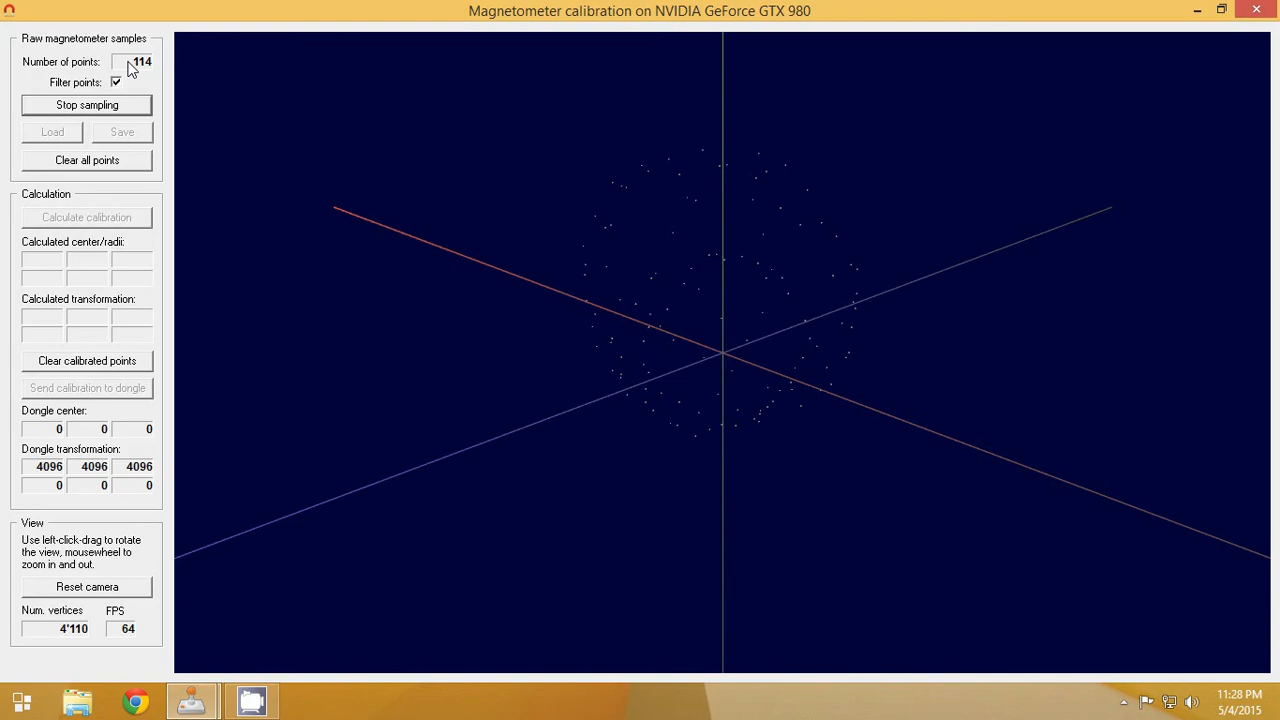 Magnetometer calibration on NVIDIA GeForce GTX 980
Raw magnetometer samples
Number of points: 114
Filter points:
Stop sampling
Load Save
Clear all points
Calculation
Calculate calibration
Calculated center/radii:
Calculated transformation:
Clear calibrated points
Send calibration to dongle
Dongle center:
0 0 0
Dongle transformation:
4096 4096 4096
0 0 0
View
Use left-click-drag to rotate
the view, mousewheel to
zoom in and out.
Reset camera
Num. vertices FPS
4'110 64
11:28 PM
5/4/2015